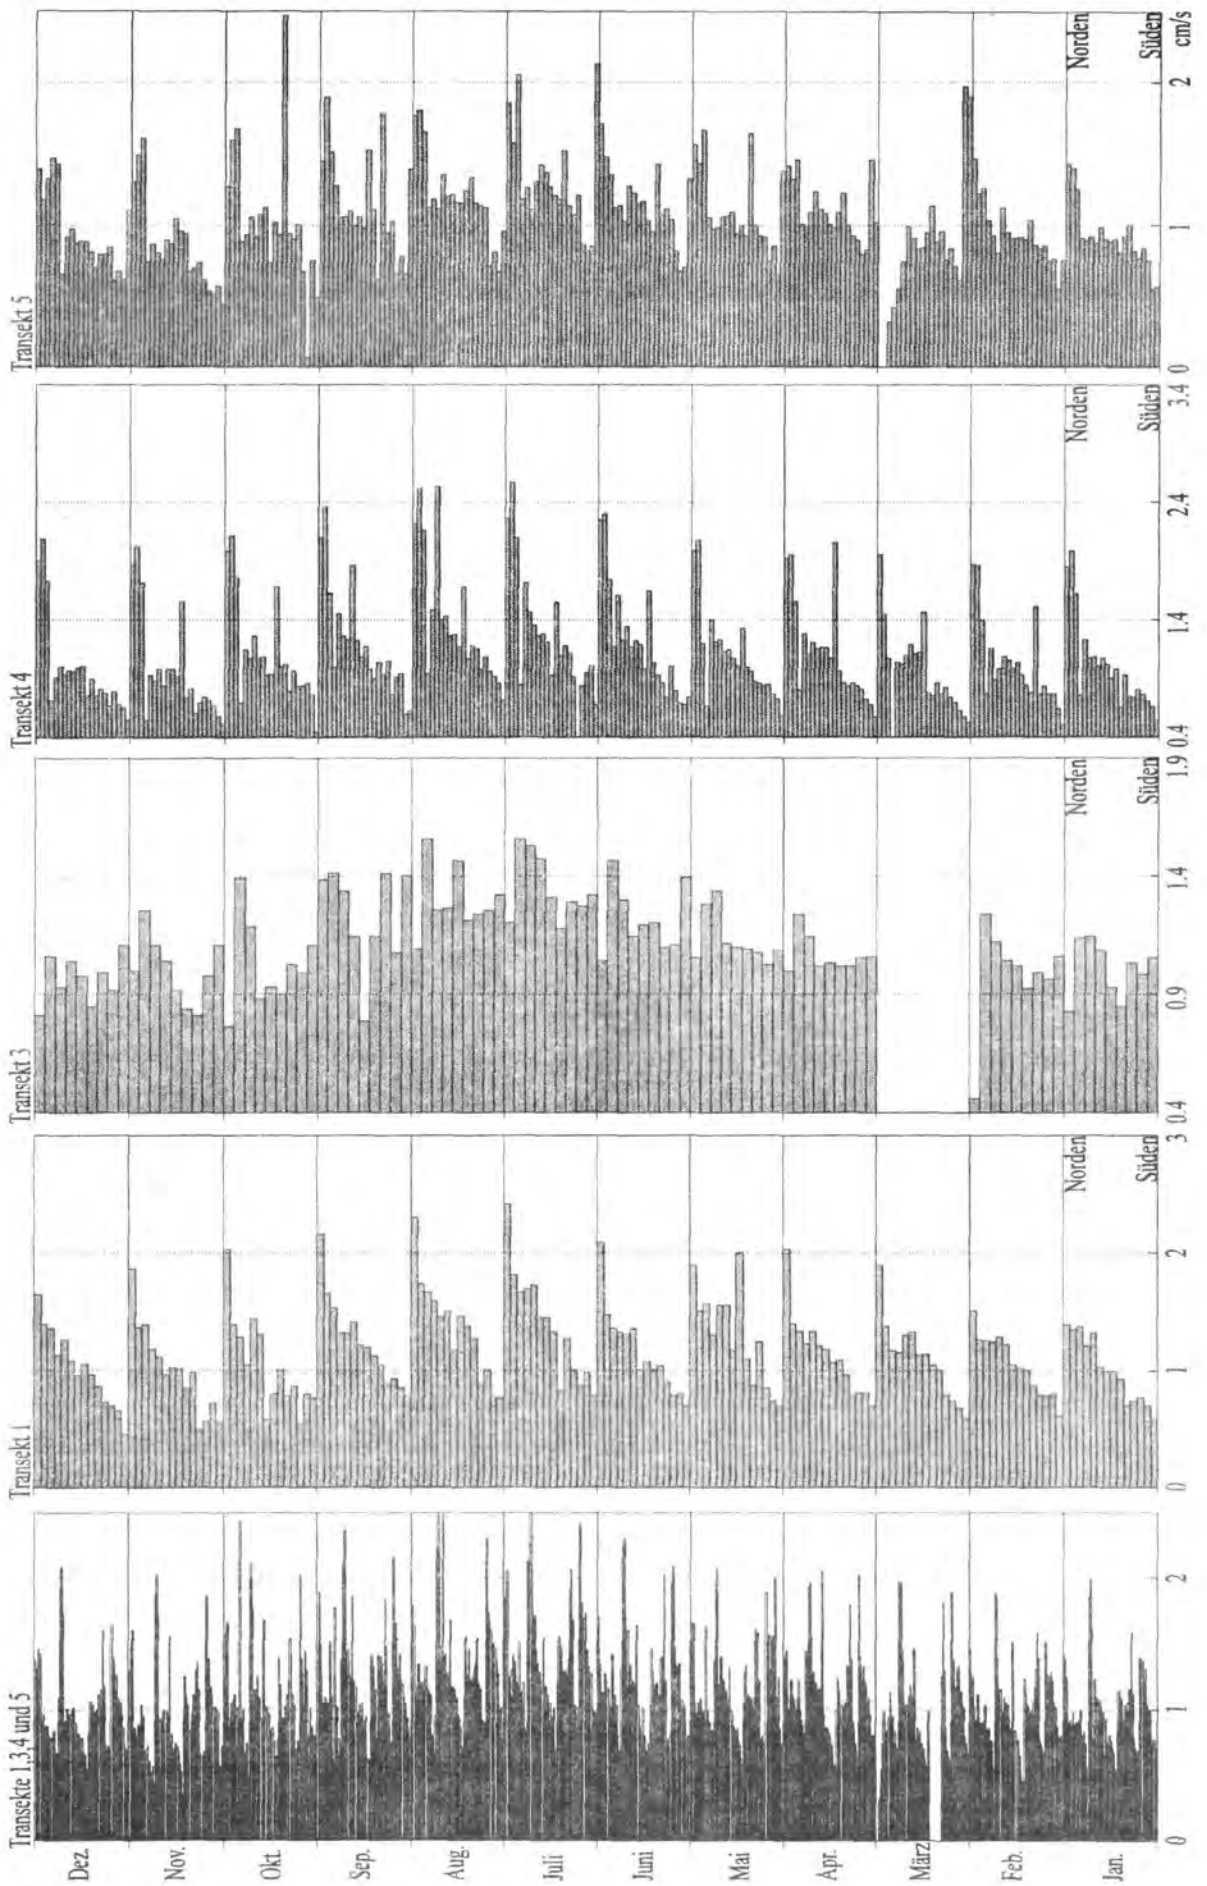 Transekt 5
Norden
Süden
0
1
2
cm/s
Transekt 4
Norden
Süden
0.4
1.4
2.4
3.4
Transekt 3
Norden
Süden
0.4
0.9
1.4
1.9
Transekt 1
Norden
Süden
0
1
2
3
Transekte 1,3,4 und 5
0
1
2
Dez.
Nov.
Okt.
Sep.
Aug.
Juli
Juni
Mai
Apr.
März
Feb.
Jan.